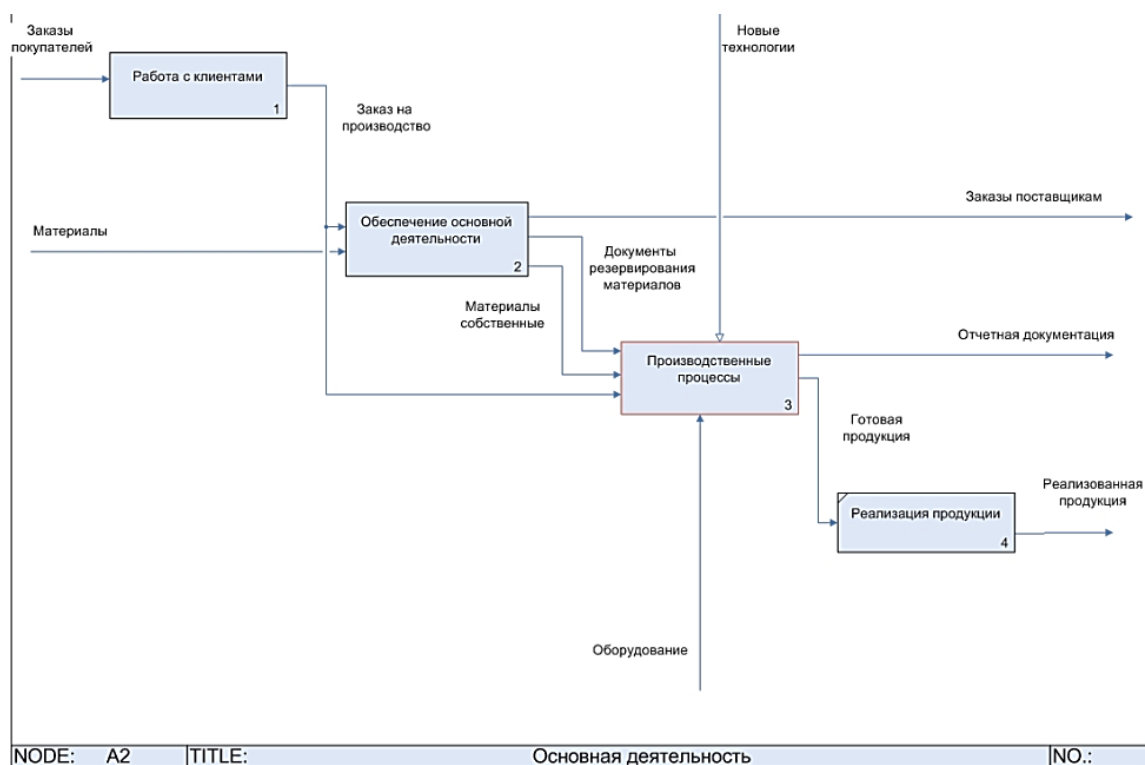 Заказы
покупателей
Новые
технологии
Работа с клиентами
1
Заказ на
производство
Заказы поставщикам
Материалы
Обеспечение основной
деятельности
2
Документы
резервирования
материалов
Материалы
собственные
Отчетная документация
Производственные
процессы
3
Готовая
продукция
Реализованная
продукция
Реализация продукции
4
Оборудование
NODE: A2 TITLE: Основная деятельность NO.: